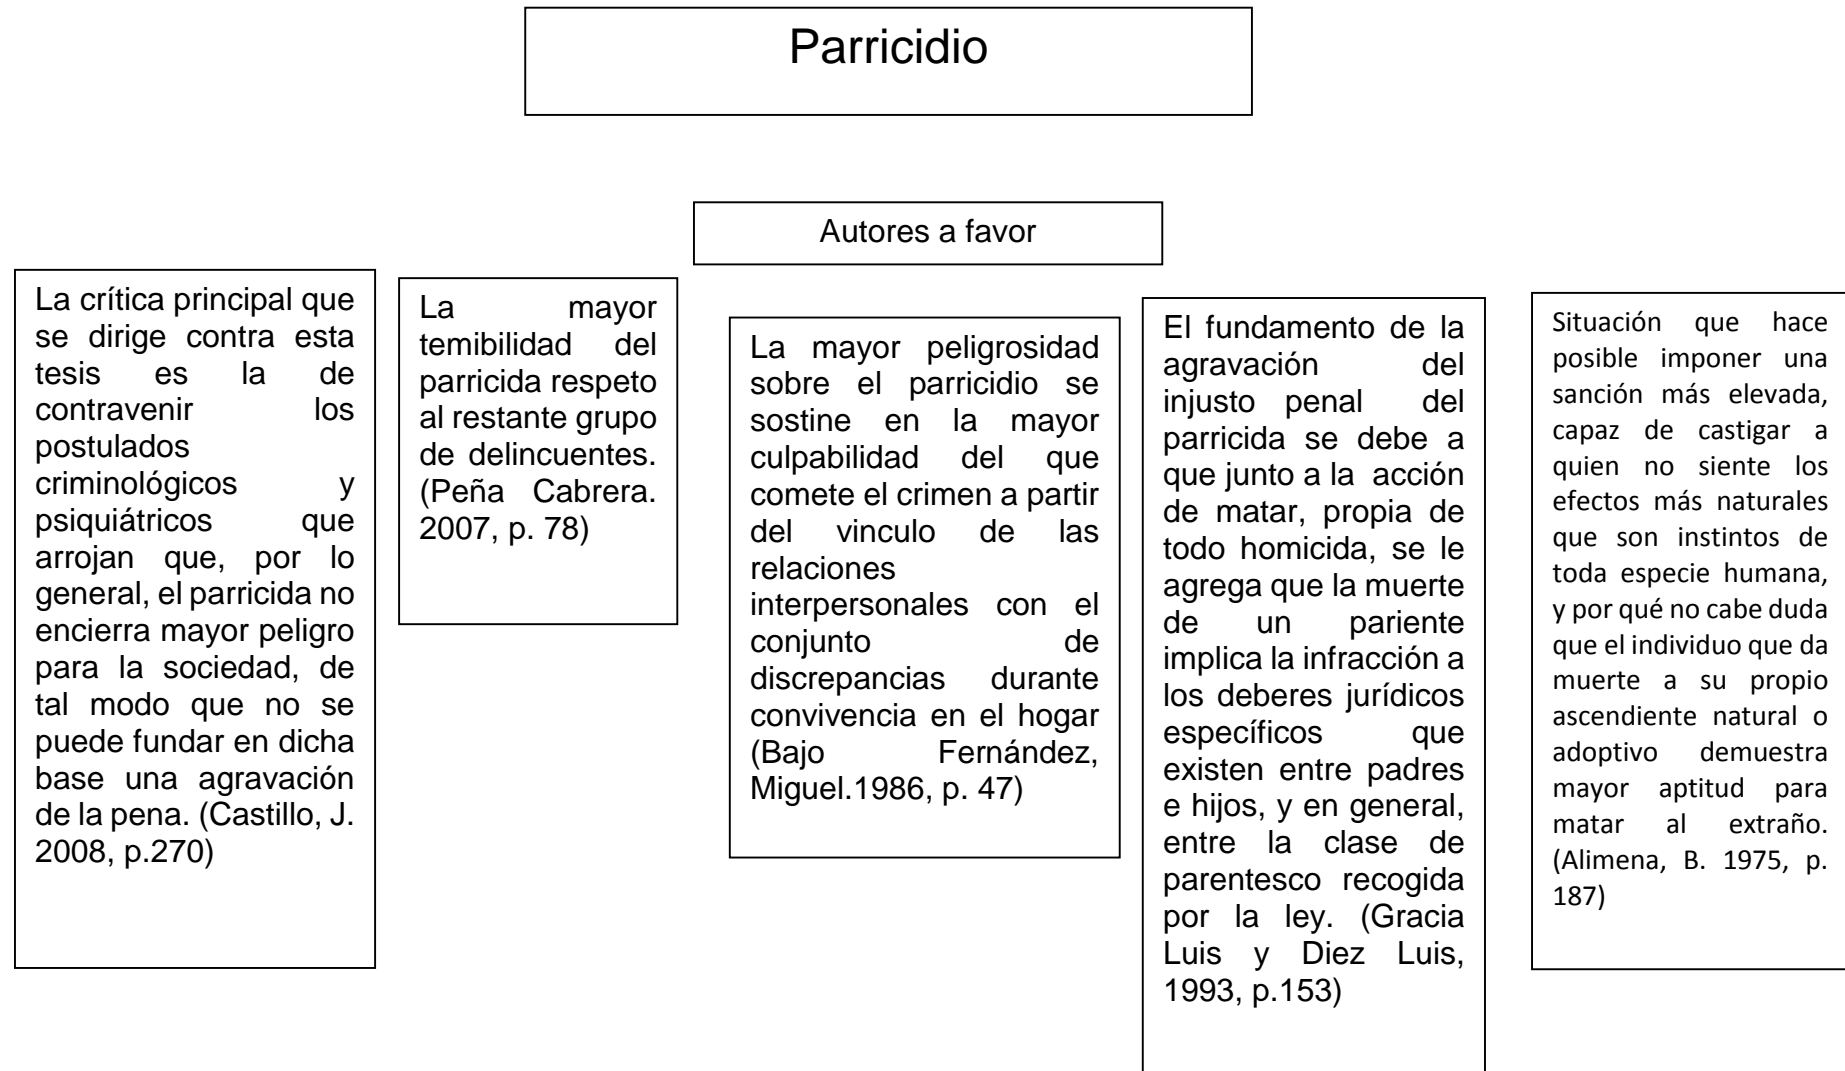 Parricidio
Autores a favor
La crítica principal que
se dirige contra esta
tesis es la de
contravenir los
postulados
criminológicos y
psiquiátricos que
arrojan que, por lo
general, el parricida no
encierra mayor peligro
para la sociedad, de
tal modo que no se
puede fundar en dicha
base una agravación
de la pena. (Castillo, J.
2008, p.270)
La mayor
temibilidad del
parricida respeto
al restante grupo
de delincuentes.
(Peña Cabrera.
2007, p. 78)
La mayor peligrosidad
sobre el parricidio se
sostine en la mayor
culpabilidad del que
comete el crimen a partir
del vinculo de las
relaciones
interpersonales con el
conjunto de
discrepancias durante
convivencia en el hogar
(Bajo Fernández,
Miguel.1986, p. 47)
El fundamento de la
agravación del
injusto penal del
parricida se debe a
que junto a la acción
de matar, propia de
todo homicida, se le
agrega que la muerte
de un pariente
implica la infracción a
los deberes jurídicos
específicos que
existen entre padres
e hijos, y en general,
entre la clase de
parentesco recogida
por la ley. (Gracia
Luis y Diez Luis,
1993, p.153)
Situación que hace
posible imponer una
sanción más elevada,
capaz de castigar a
quien no siente los
efectos más naturales
que son instintos de
toda especie humana,
y por qué no cabe duda
que el individuo que da
muerte a su propio
ascendiente natural o
adoptivo demuestra
mayor aptitud para
matar al extraño.
(Alimena, B. 1975, p.
187)